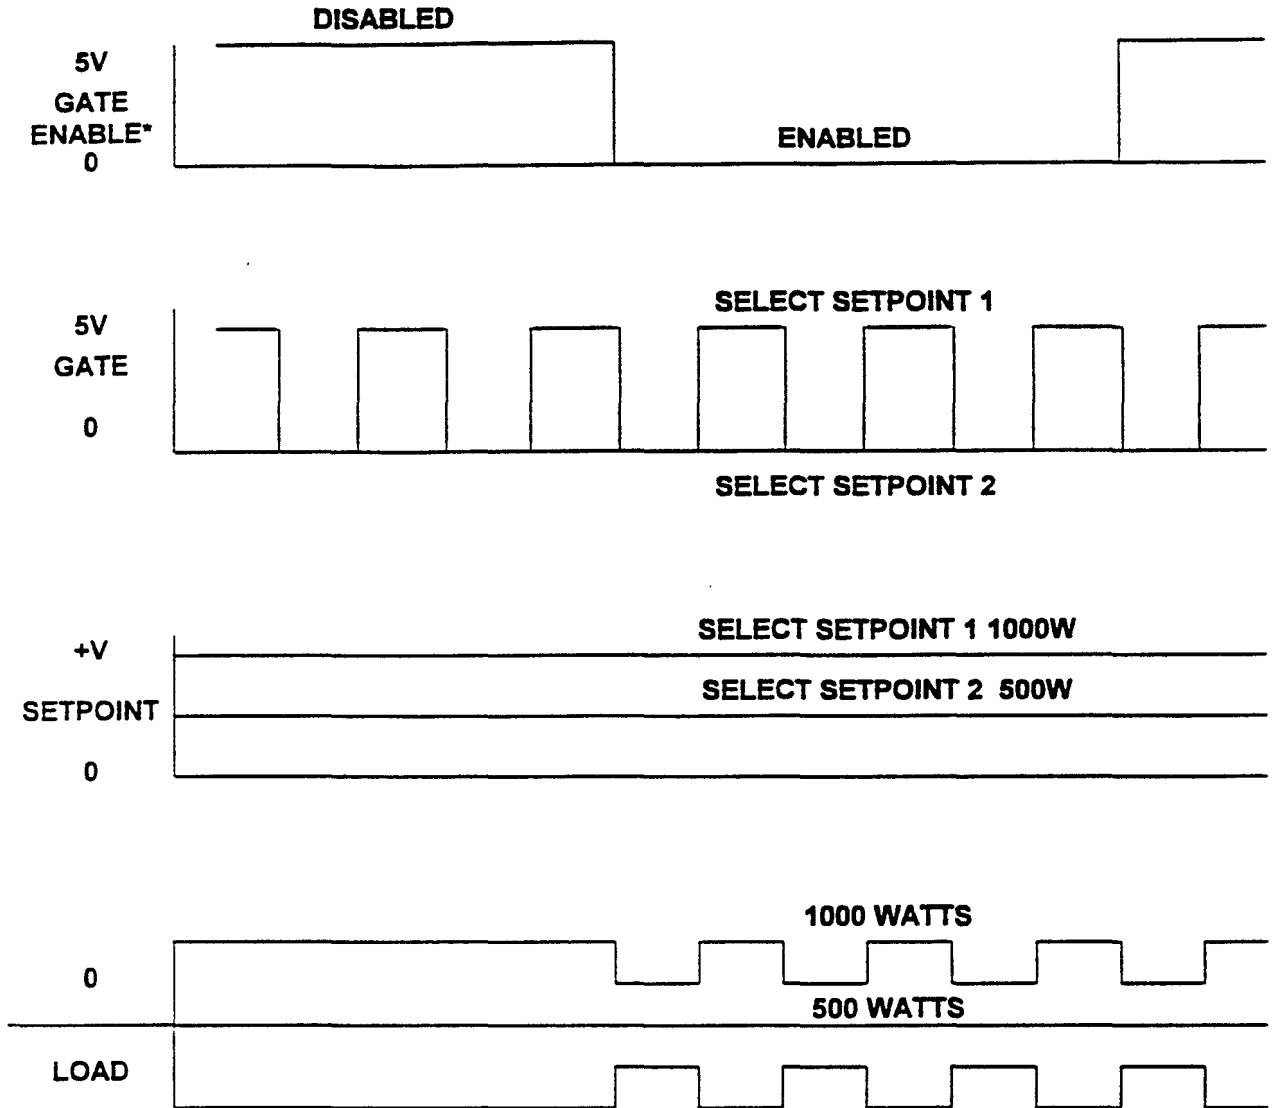 DISABLED
5V
GATE
ENABLE*
0
ENABLED
SELECT SETPOINT 1
5V
GATE
0
SELECT SETPOINT 2
SELECT SETPOINT 1 1000W
+V
SELECT SETPOINT 2 500W
SETPOINT
0
1000 WATTS
0
500 WATTS
LOAD